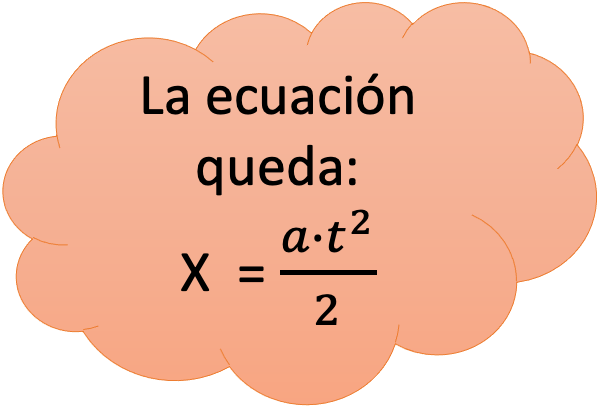 La ecuación
queda:
X = a·t²/2